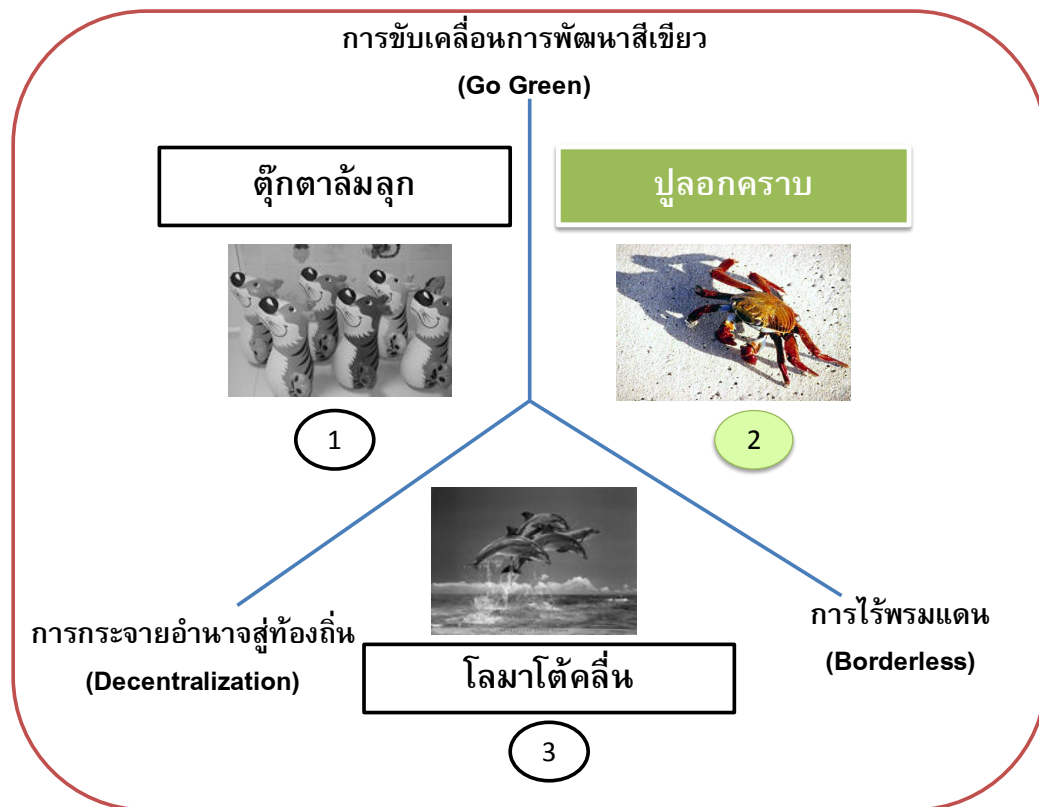 การขับเคลื่อนการพัฒนาสีเขียว
(Go Green)
ตุ๊กตาล้มลุก
ปูลอกคราบ
1
2
การกระจายอำนาจสู่ท้องถิ่น
(Decentralization)
การไร้พรมแดน
(Borderless)
โลมาโต้คลื่น
3